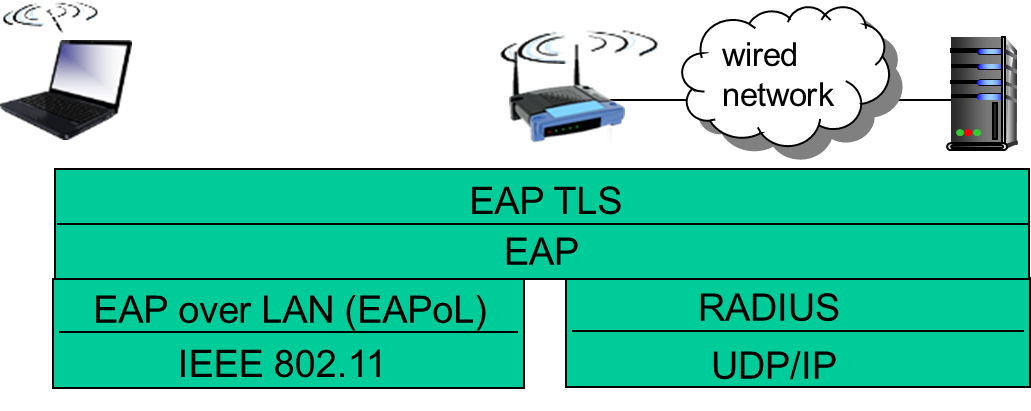 wired
network
EAP TLS
EAP
EAP over LAN (EAPoL)
IEEE 802.11
RADIUS
UDP/IP